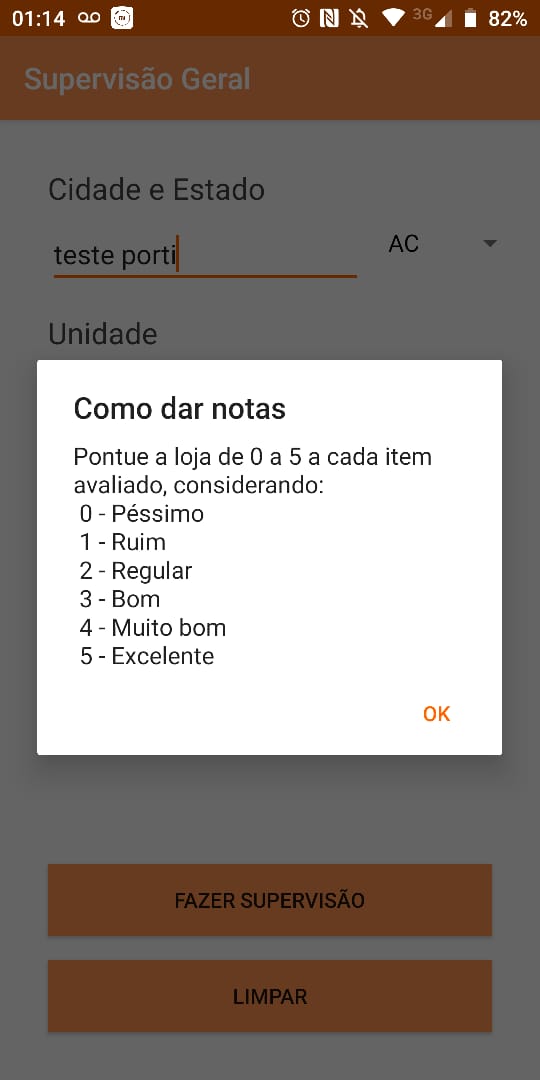 01:14 3G 82%
Supervisão Geral
Cidade e Estado
teste porti AC
Unidade
Como dar notas
Pontue a loja de 0 a 5 a cada item
avaliado, considerando:
0 - Péssimo
1 - Ruim
2 - Regular
3 - Bom
4 - Muito bom
5 - Excelente
OK
FAZER SUPERVISÃO
LIMPAR